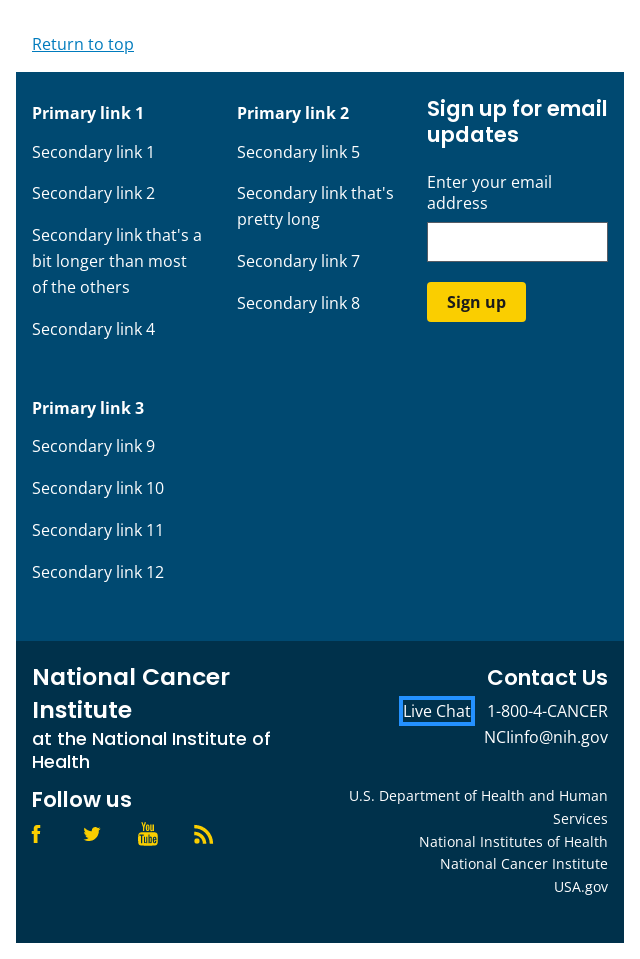 Return to top
Primary link 1
Secondary link 1
Secondary link 2
Secondary link that's a
bit longer than most
of the others
Secondary link 4
Primary link 2
Secondary link 5
Secondary link that's
pretty long
Secondary link 7
Secondary link 8
Sign up for email
updates
Enter your email
address
Sign up
Primary link 3
Secondary link 9
Secondary link 10
Secondary link 11
Secondary link 12
National Cancer
Institute
at the National Institute of
Health
Follow us
You
Tube
Contact Us
Live Chat 1-800-4-CANCER
NCIinfo@nih.gov
U.S. Department of Health and Human
Services
National Institutes of Health
National Cancer Institute
USA.gov